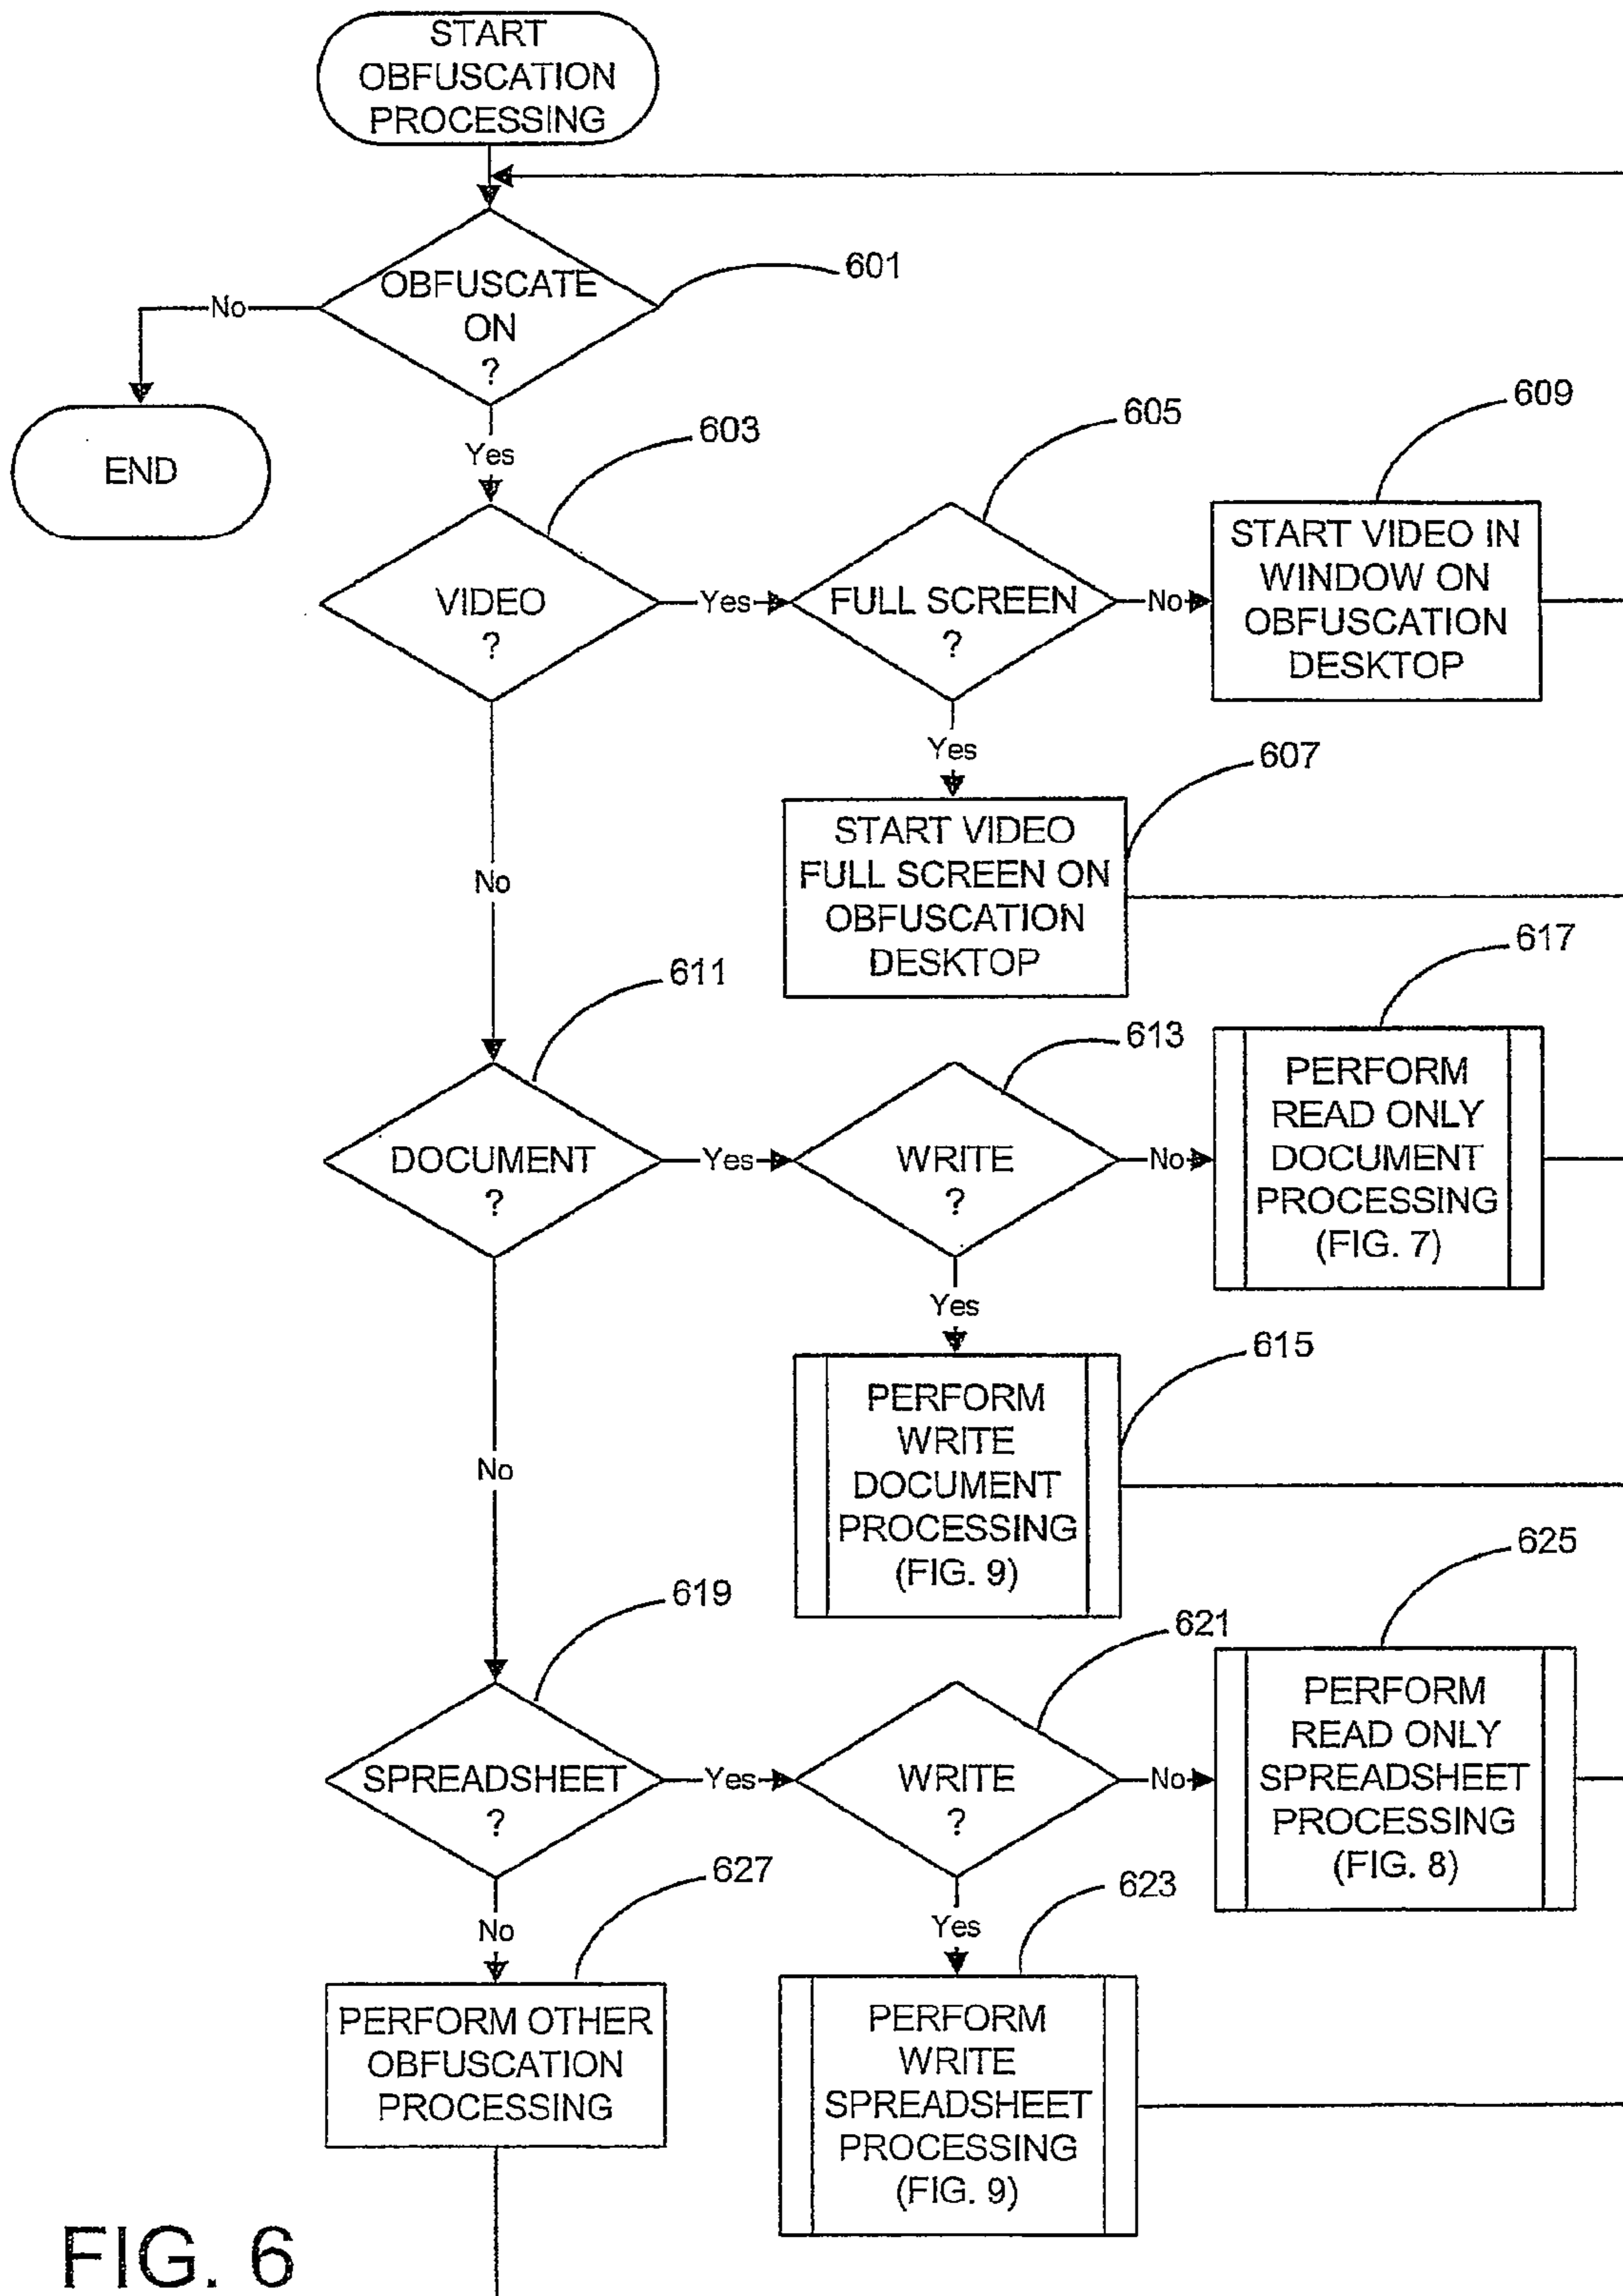 START
OBFUSCATION
PROCESSING
OBFUSCATE
ON
?
601
No
END
Yes
603
VIDEO
?
Yes
605
FULL SCREEN
?
No
609
START VIDEO IN
WINDOW ON
OBFUSCATION
DESKTOP
Yes
607
START VIDEO
FULL SCREEN ON
OBFUSCATION
DESKTOP
No
611
DOCUMENT
?
Yes
613
WRITE
?
No
617
PERFORM
READ ONLY
DOCUMENT
PROCESSING
(FIG. 7)
Yes
615
PERFORM
WRITE
DOCUMENT
PROCESSING
(FIG. 9)
No
619
SPREADSHEET
?
Yes
621
WRITE
?
No
625
PERFORM
READ ONLY
SPREADSHEET
PROCESSING
(FIG. 8)
Yes
623
PERFORM
WRITE
SPREADSHEET
PROCESSING
(FIG. 9)
No
627
PERFORM OTHER
OBFUSCATION
PROCESSING
FIG. 6